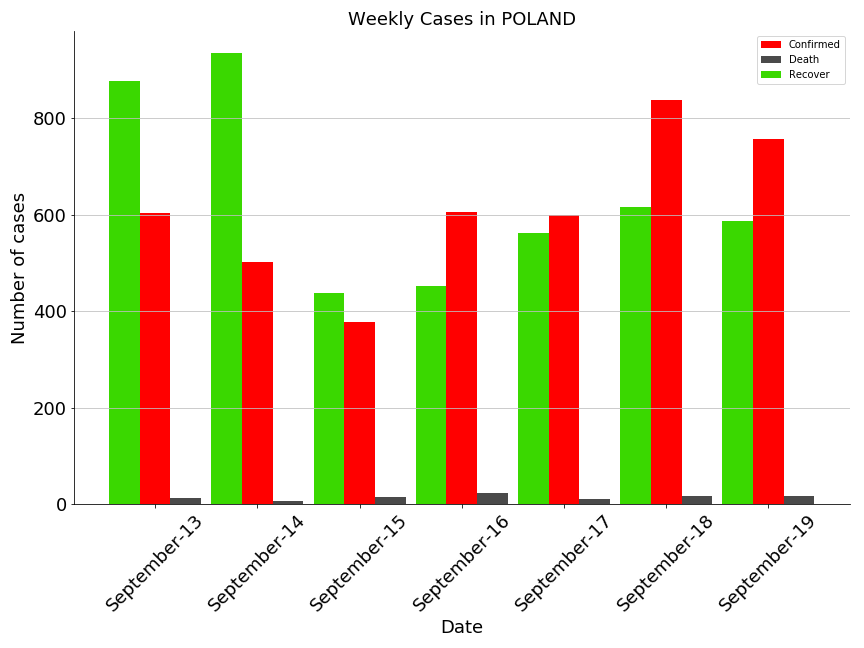 Weekly Cases in POLAND
Confirmed
Death
Recover
Number of cases
800
600
400
200
0
September-13
September-14
September-15
September-16
September-17
September-18
September-19
Date